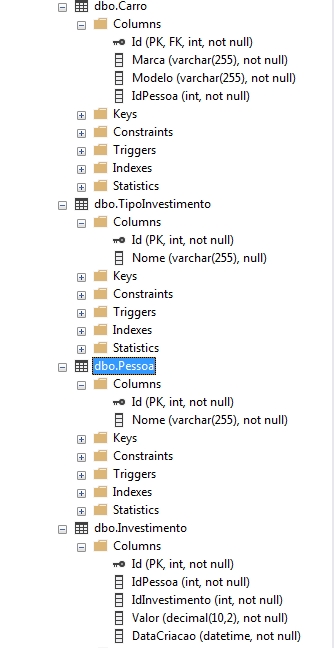 dbo.Carro
Columns
Id (PK, FK, int, not null)
Marca (varchar(255), not null)
Modelo (varchar(255), not null)
IdPessoa (int, not null)
Keys
Constraints
Triggers
Indexes
Statistics
dbo.TipoInvestimento
Columns
Id (PK, int, not null)
Nome (varchar(255), null)
Keys
Constraints
Triggers
Indexes
Statistics
dbo.Pessoa
Columns
Id (PK, int, not null)
Nome (varchar(255), not null)
Keys
Constraints
Triggers
Indexes
Statistics
dbo.Investimento
Columns
Id (PK, int, not null)
IdPessoa (int, not null)
IdInvestimento (int, not null)
Valor (decimal(10,2), not null)
DataCriacao (datetime, not null)